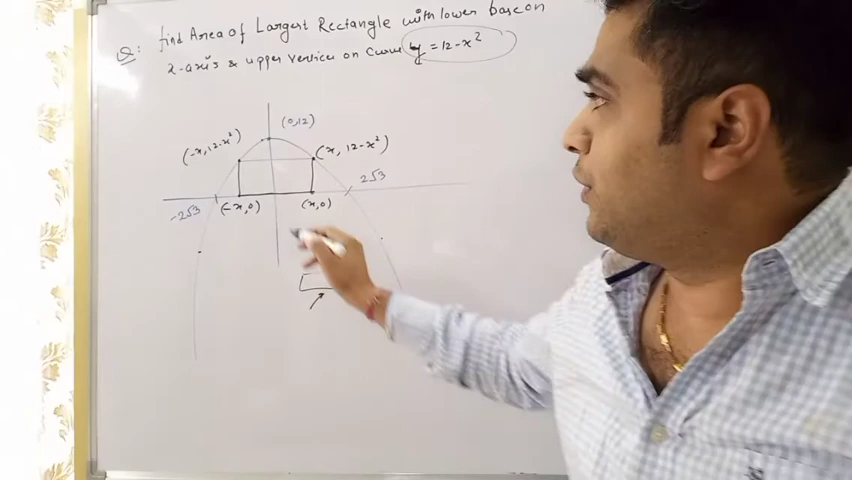 Q: find Area of Largest Rectangle with lower base on
x-axis & upper vertices on curve y = 12-x²
(0,12)
(-x, 12-x²)
(x, 12-x²)
2√3
-2√3
(-x,0)
(x,0)